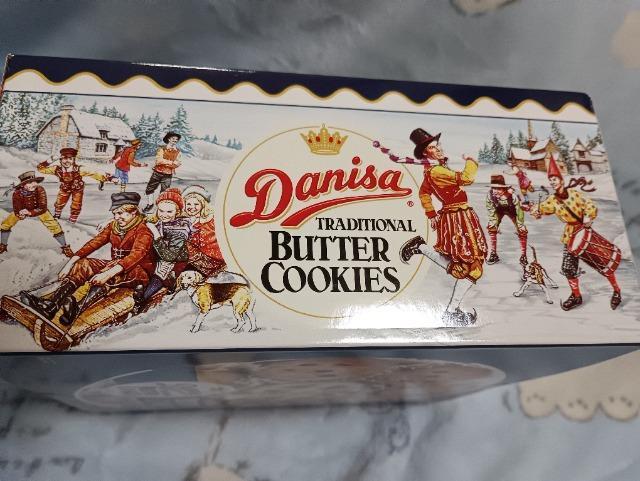 Danisa®
TRADITIONAL
BUTTER
COOKIES